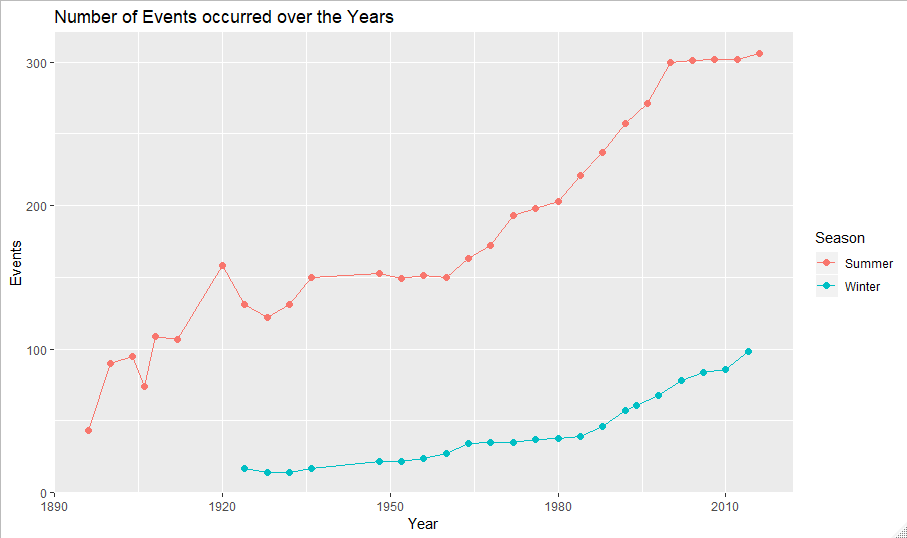 Number of Events occurred over the Years
Events
300
200
100
0
1890 1920 1950 1980 2010
Year
Season
Summer
Winter